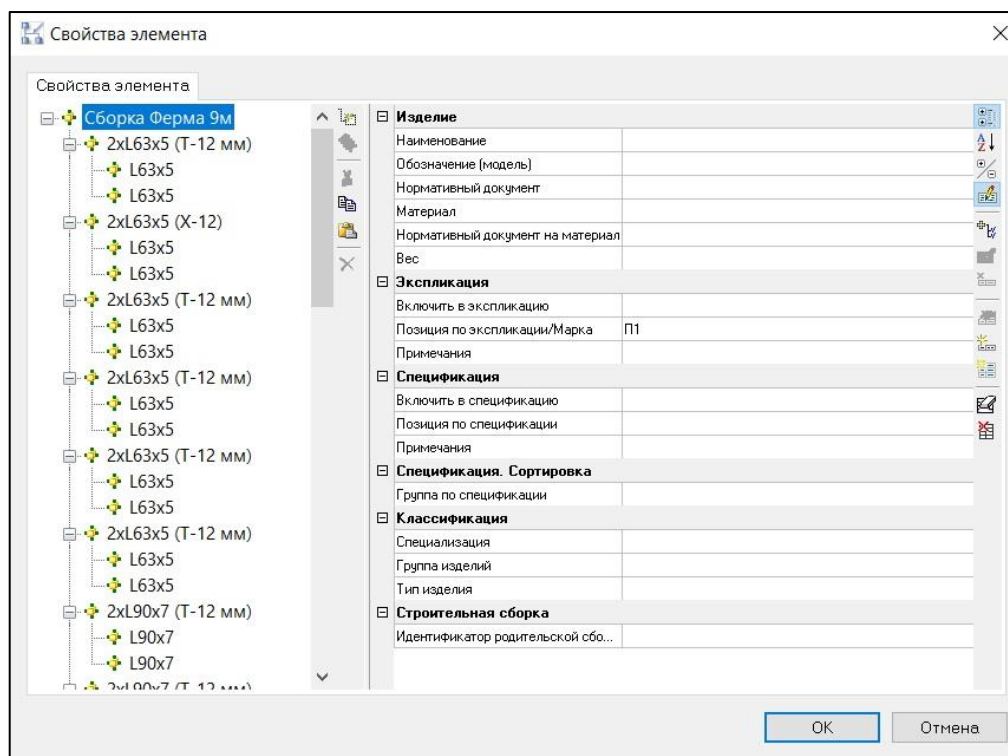 Свойства элемента
Свойства элемента
Сборка Ферма 9м
2xL63x5 (Т-12 мм)
L63x5
L63x5
2xL63x5 (Х-12)
L63x5
L63x5
2xL63x5 (Т-12 мм)
L63x5
L63x5
2xL63x5 (Т-12 мм)
L63x5
L63x5
2xL63x5 (Т-12 мм)
L63x5
L63x5
2xL63x5 (Т-12 мм)
L63x5
L63x5
2xL90x7 (Т-12 мм)
L90x7
L90x7
2xL90x7 (Т-12 мм)
Изделие
Наименование
Обозначение (модель)
Нормативный документ
Материал
Нормативный документ на материал
Вес
Экспликация
Включить в экспликацию
Позиция по экспликации/Марка П1
Примечания
Спецификация
Включить в спецификацию
Позиция по спецификации
Примечания
Спецификация. Сортировка
Группа по спецификации
Классификация
Специализация
Группа изделий
Тип изделия
Строительная сборка
Идентификатор родительской сбо...
ОК
Отмена